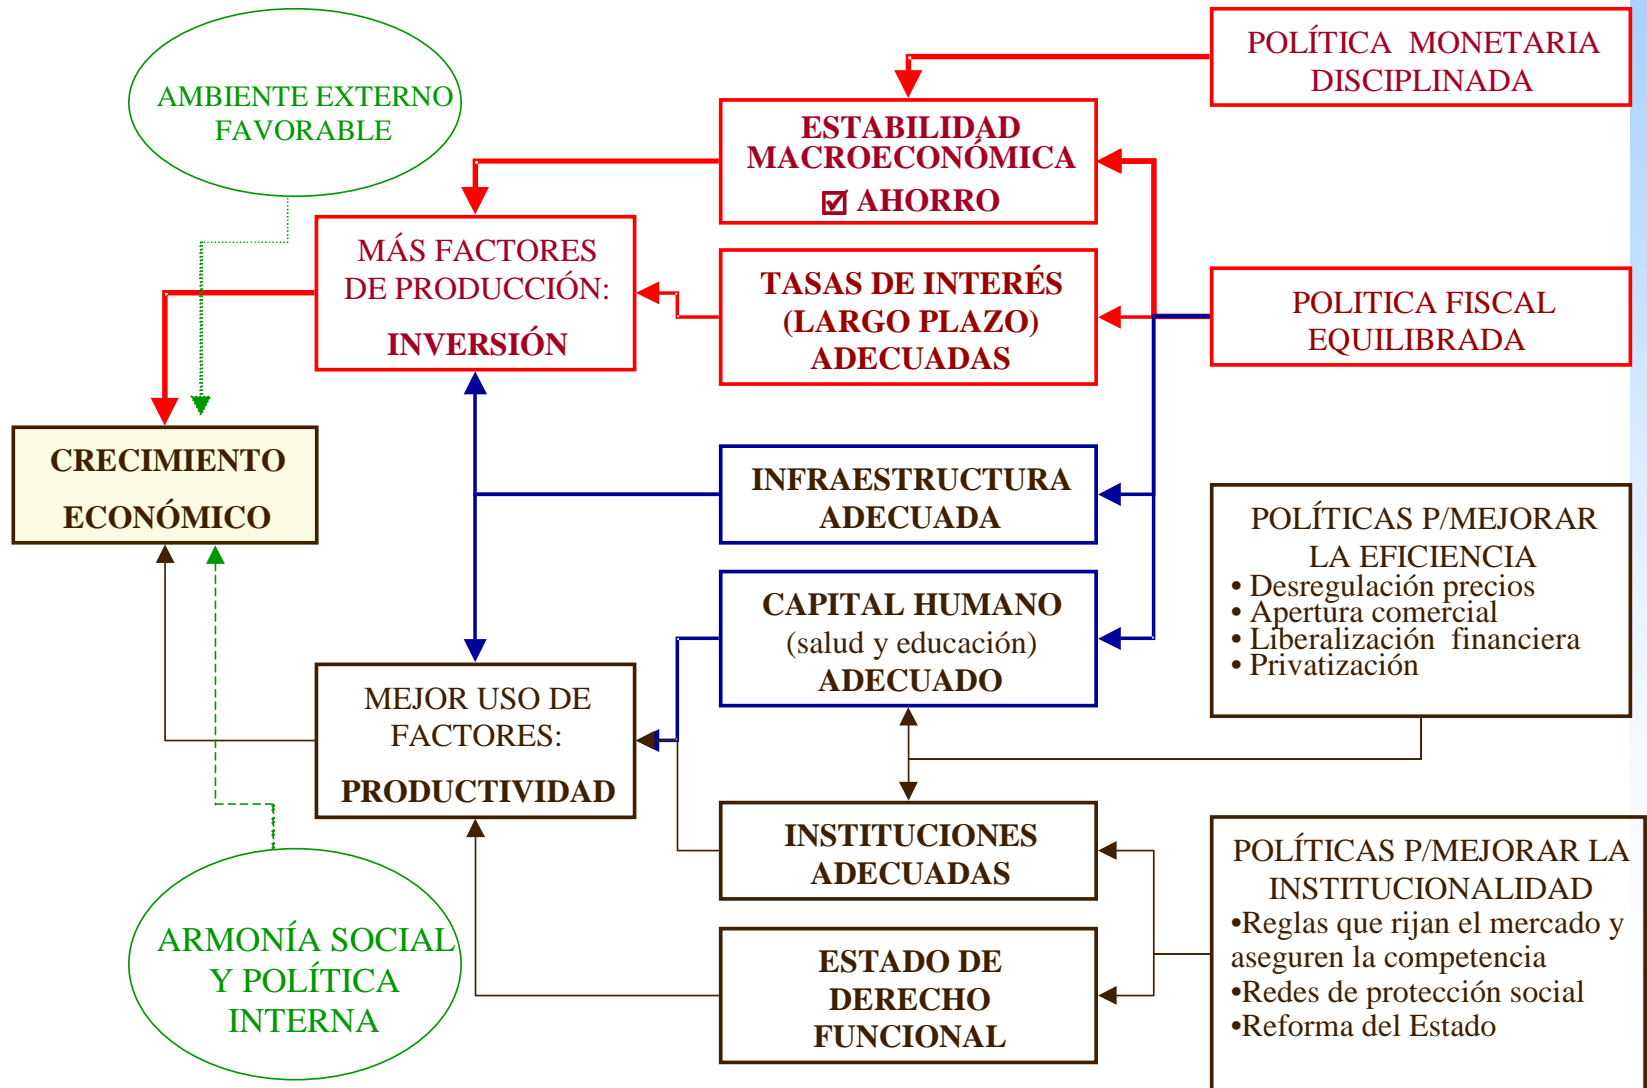 POLÍTICA MONETARIA
DISCIPLINADA
AMBIENTE EXTERNO
FAVORABLE
ESTABILIDAD
MACROECONÓMICA
☑ AHORRO
MÁS FACTORES
DE PRODUCCIÓN:
INVERSIÓN
TASAS DE INTERÉS
(LARGO PLAZO)
ADECUADAS
POLITICA FISCAL
EQUILIBRADA
CRECIMIENTO
ECONÓMICO
INFRAESTRUCTURA
ADECUADA
POLÍTICAS P/MEJORAR
LA EFICIENCIA
• Desregulación precios
• Apertura comercial
• Liberalización financiera
• Privatización
CAPITAL HUMANO
(salud y educación)
ADECUADO
MEJOR USO DE
FACTORES:
PRODUCTIVIDAD
INSTITUCIONES
ADECUADAS
POLÍTICAS P/MEJORAR LA
INSTITUCIONALIDAD
•Reglas que rijan el mercado y
aseguren la competencia
•Redes de protección social
•Reforma del Estado
ARMONÍA SOCIAL
Y POLÍTICA
INTERNA
ESTADO DE
DERECHO
FUNCIONAL